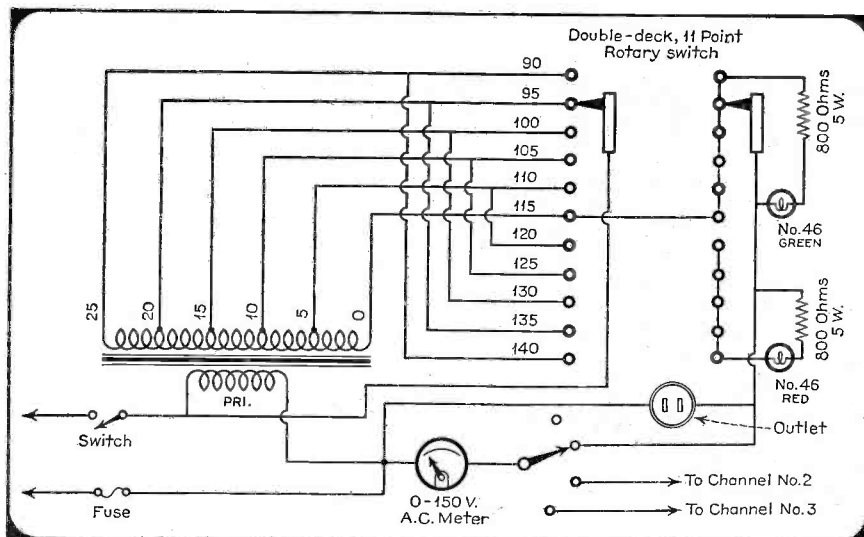 Double-deck, 11 Point
Rotary switch
90
95
100
105
110
115
120
125
130
135
140
25
20
15
10
5
0
800 Ohms
5 W.
No.46
GREEN
800 Ohms
5 W.
No.46
RED
PRI.
Switch
Outlet
Fuse
0-150 V.
A.C. Meter
To Channel No.2
To Channel No.3